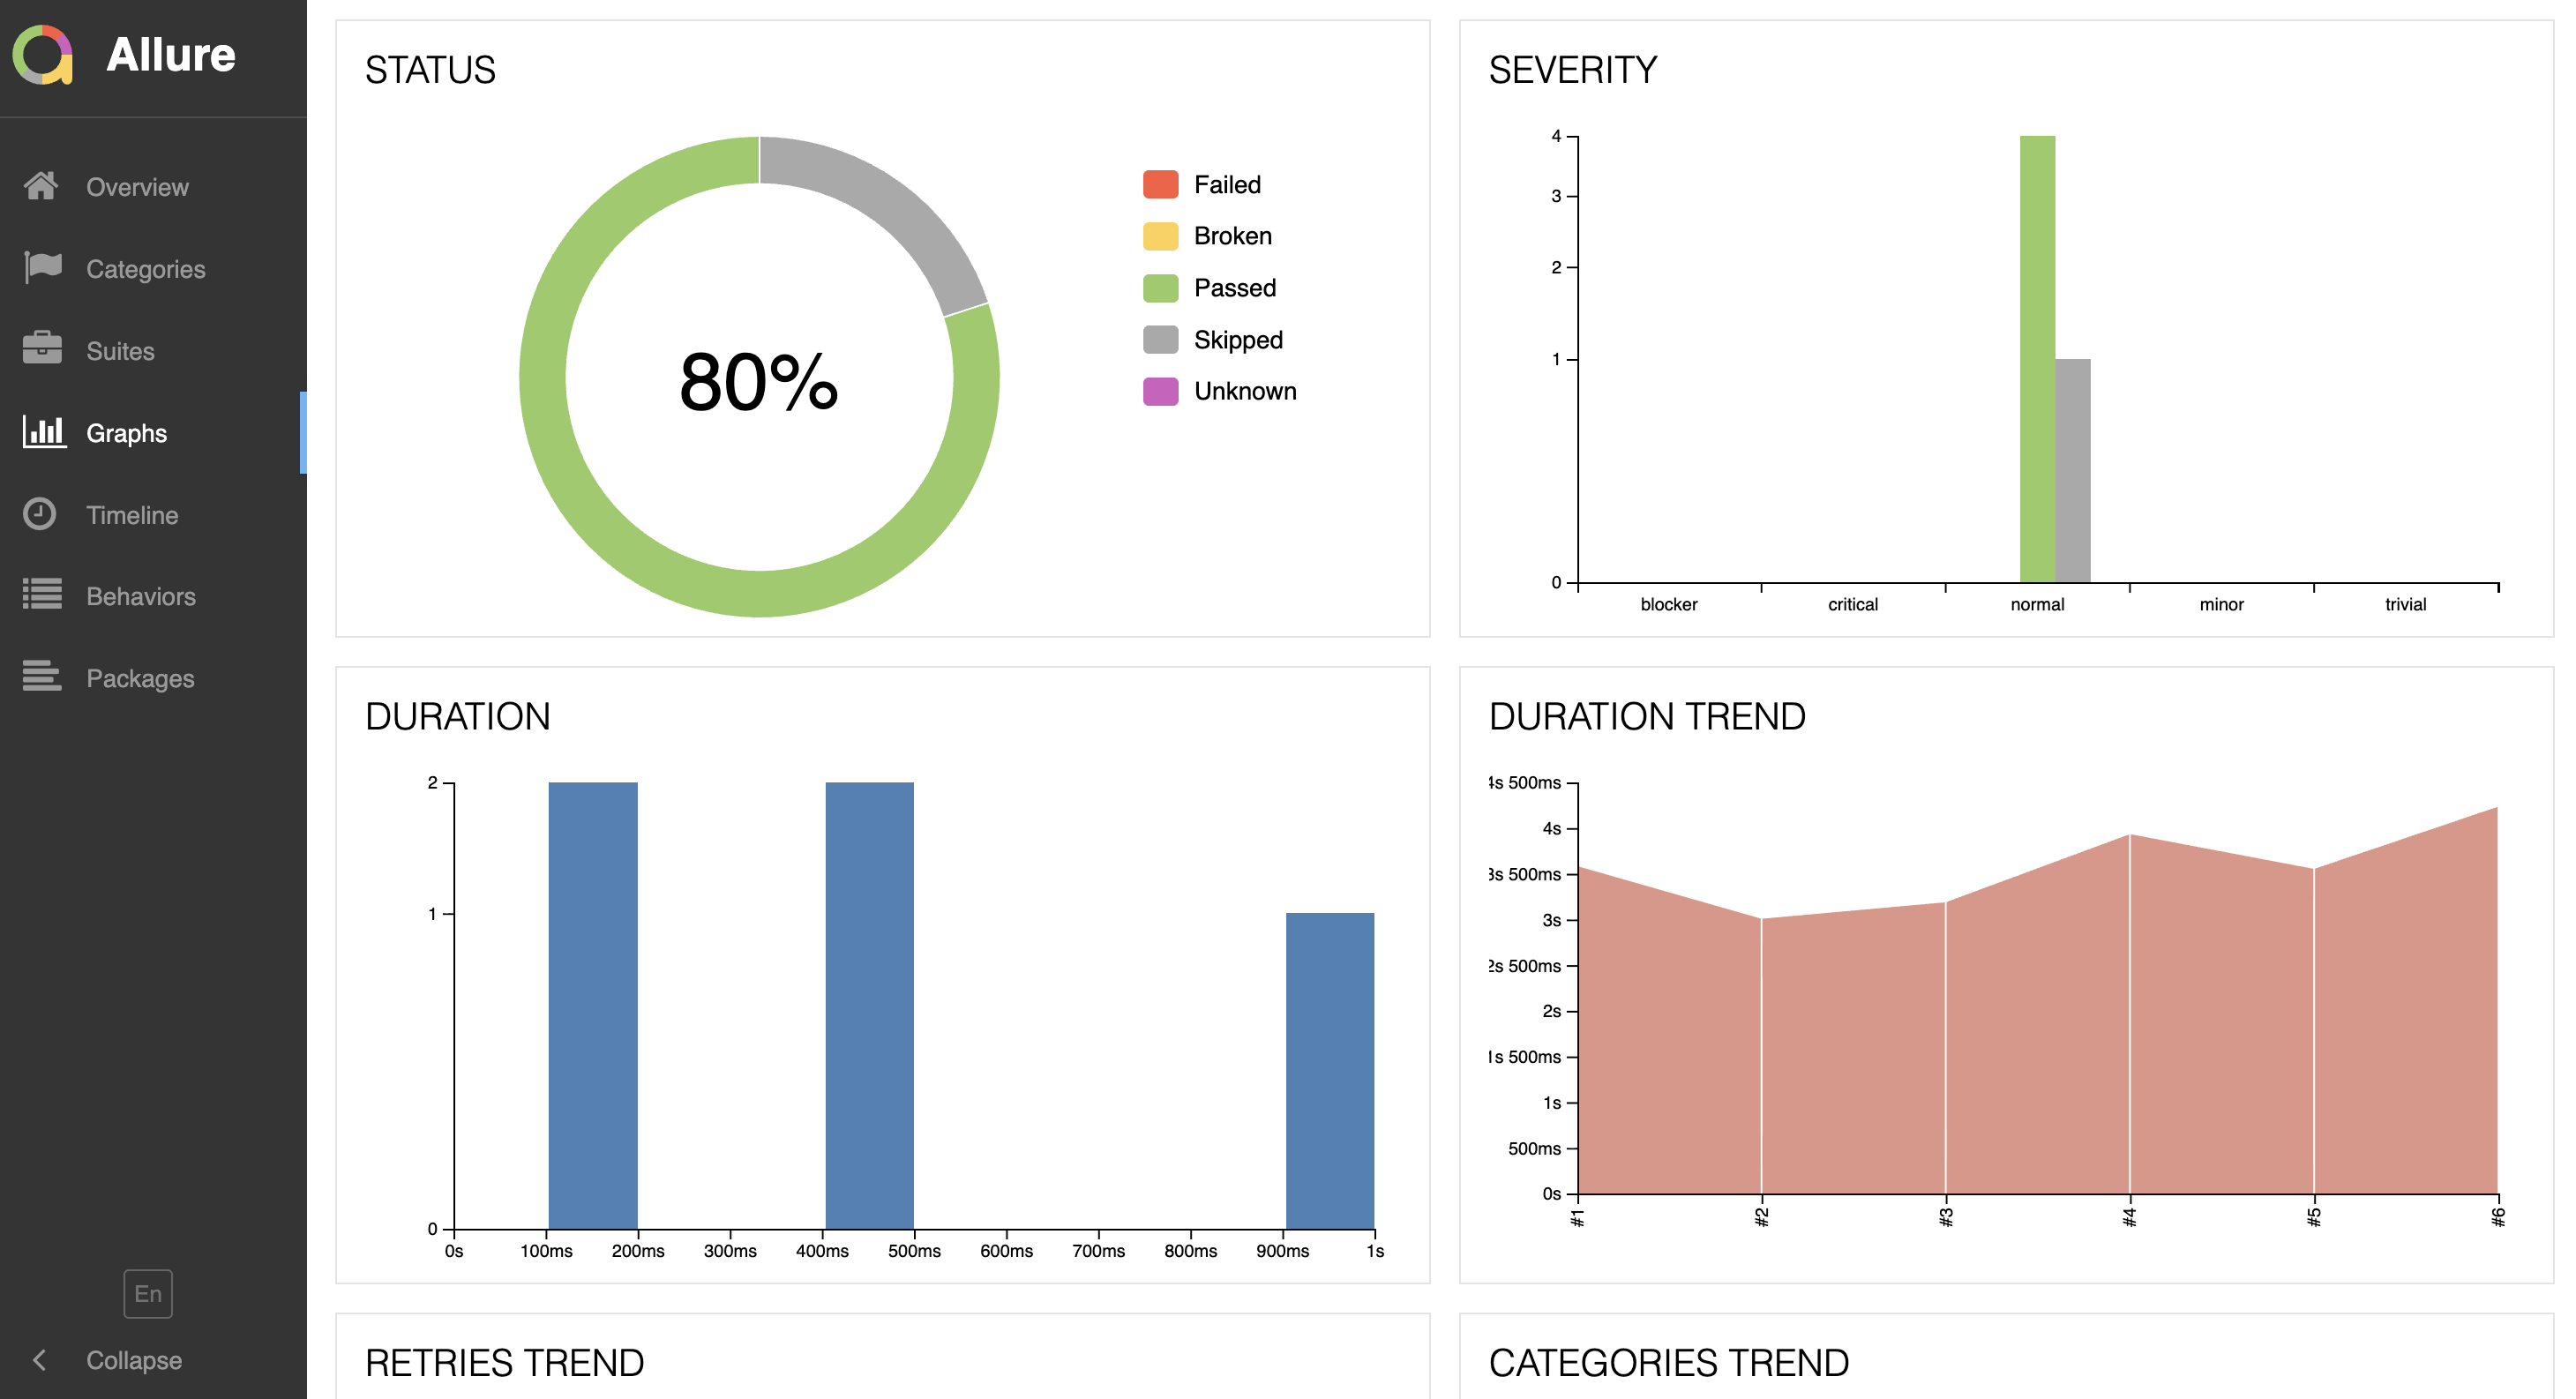 Allure
Overview
Categories
Suites
Graphs
Timeline
Behaviors
Packages
En
Collapse
STATUS
80%
Failed
Broken
Passed
Skipped
Unknown
SEVERITY
4
3
2
1
0
blocker critical normal minor trivial
DURATION
2
1
0
0s 100ms 200ms 300ms 400ms 500ms 600ms 700ms 800ms 900ms 1s
DURATION TREND
4s 500ms
4s
3s 500ms
3s
2s 500ms
2s
1s 500ms
1s
500ms
0s
#1 #2 #3 #4 #5 #6
RETRIES TREND
CATEGORIES TREND